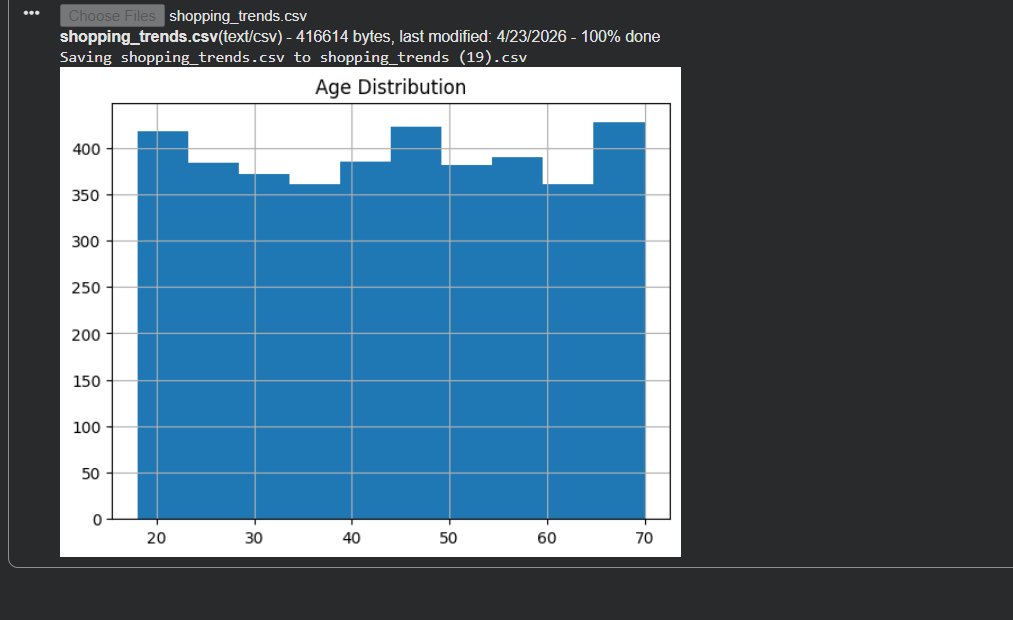 Choose Files shopping_trends.csv
shopping_trends.csv(text/csv) - 416614 bytes, last modified: 4/23/2026 - 100% done
Saving shopping_trends.csv to shopping_trends (19).csv
Age Distribution
400
350
300
250
200
150
100
50
0
20 30 40 50 60 70